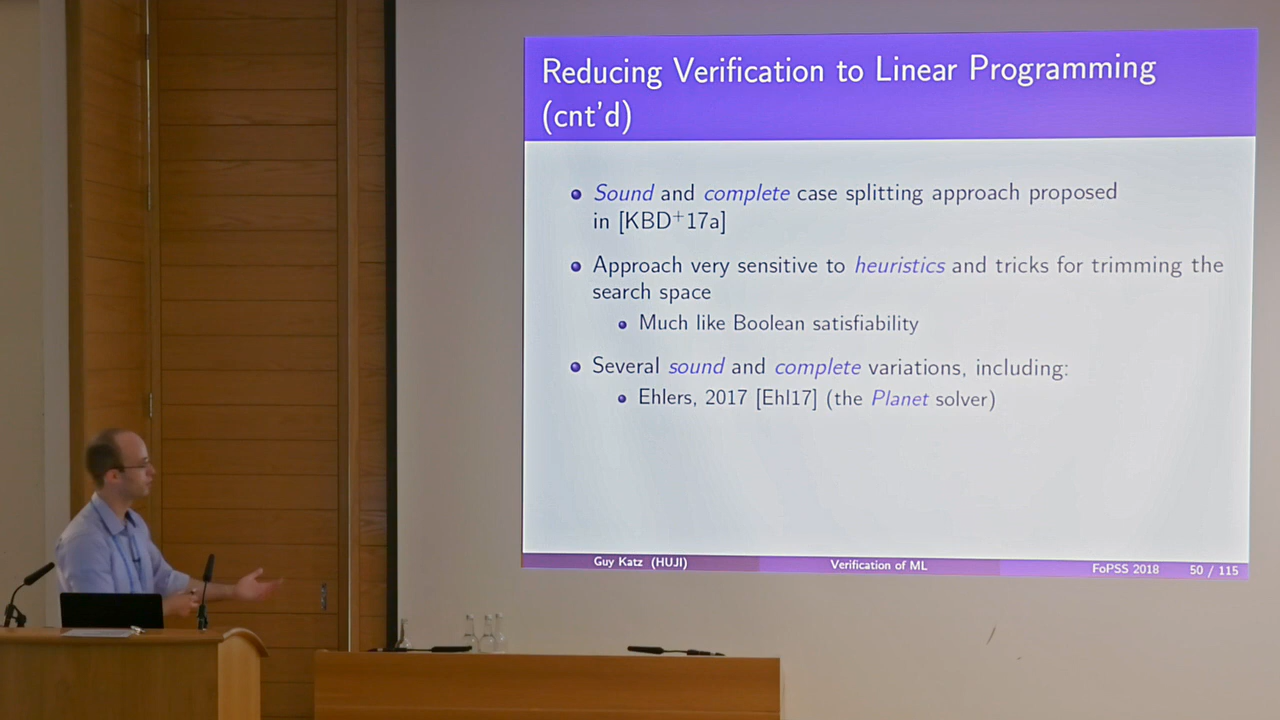 Reducing Verification to Linear Programming
(cnt'd)
Sound and complete case splitting approach proposed
in [KBD+17a]
Approach very sensitive to heuristics and tricks for trimming the
search space
Much like Boolean satisfiability
Several sound and complete variations, including:
Ehlers, 2017 [Ehl17] (the Planet solver)
Guy Katz (HUJI) Verification of ML FoPSS 2018 50 / 115